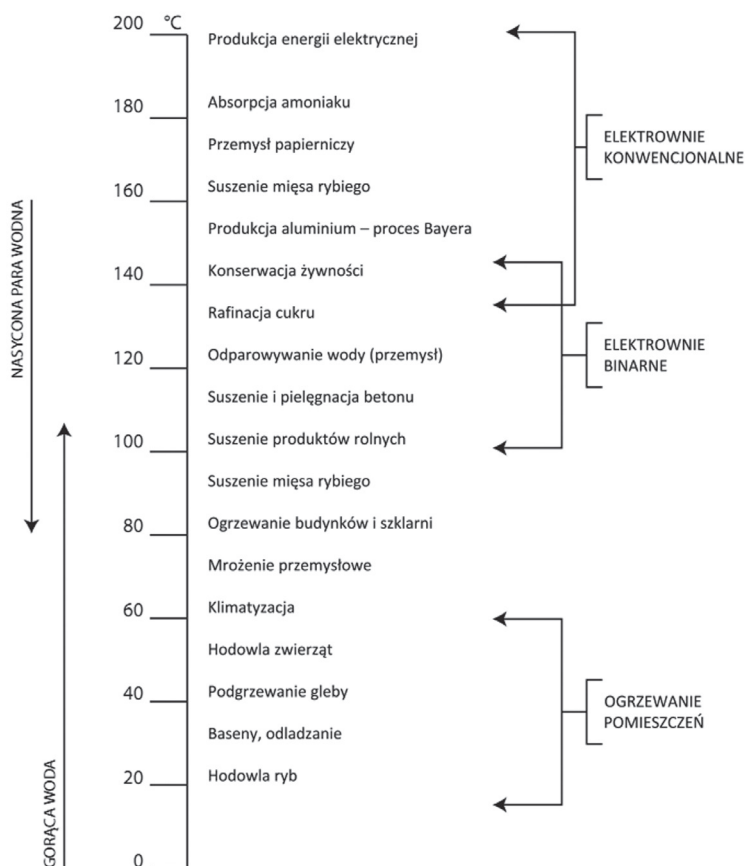 200 °C
Produkcja energii elektrycznej
180
Absorpcja amoniaku
ELEKTROWNIE
KONWENCJONALNE
Przemysł papierniczy
160
Suszenie mięsa rybiego
Produkcja aluminium – proces Bayera
NASYCONA PARA WODNA
140
Konserwacja żywności
Rafinacja cukru
ELEKTROWNIE
BINARNE
120
Odparowywanie wody (przemysł)
Suszenie i pielęgnacja betonu
100
Suszenie produktów rolnych
Suszenie mięsa rybiego
80
Ogrzewanie budynków i szklarni
Mrożenie przemysłowe
60
Klimatyzacja
Hodowla zwierząt
40
Podgrzewanie gleby
OGRZEWANIE
POMIESZCZEŃ
Baseny, odladzanie
20
Hodowla ryb
GORĄCA WODA
0